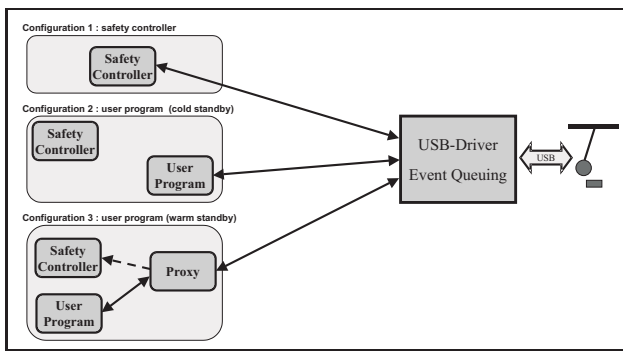 Configuration 1 : safety controller
Safety
Controller
Configuration 2 : user program (cold standby)
Safety
Controller
User
Program
Configuration 3 : user program (warm standby)
Safety
Controller
Proxy
User
Program
USB-Driver
Event Queuing
USB